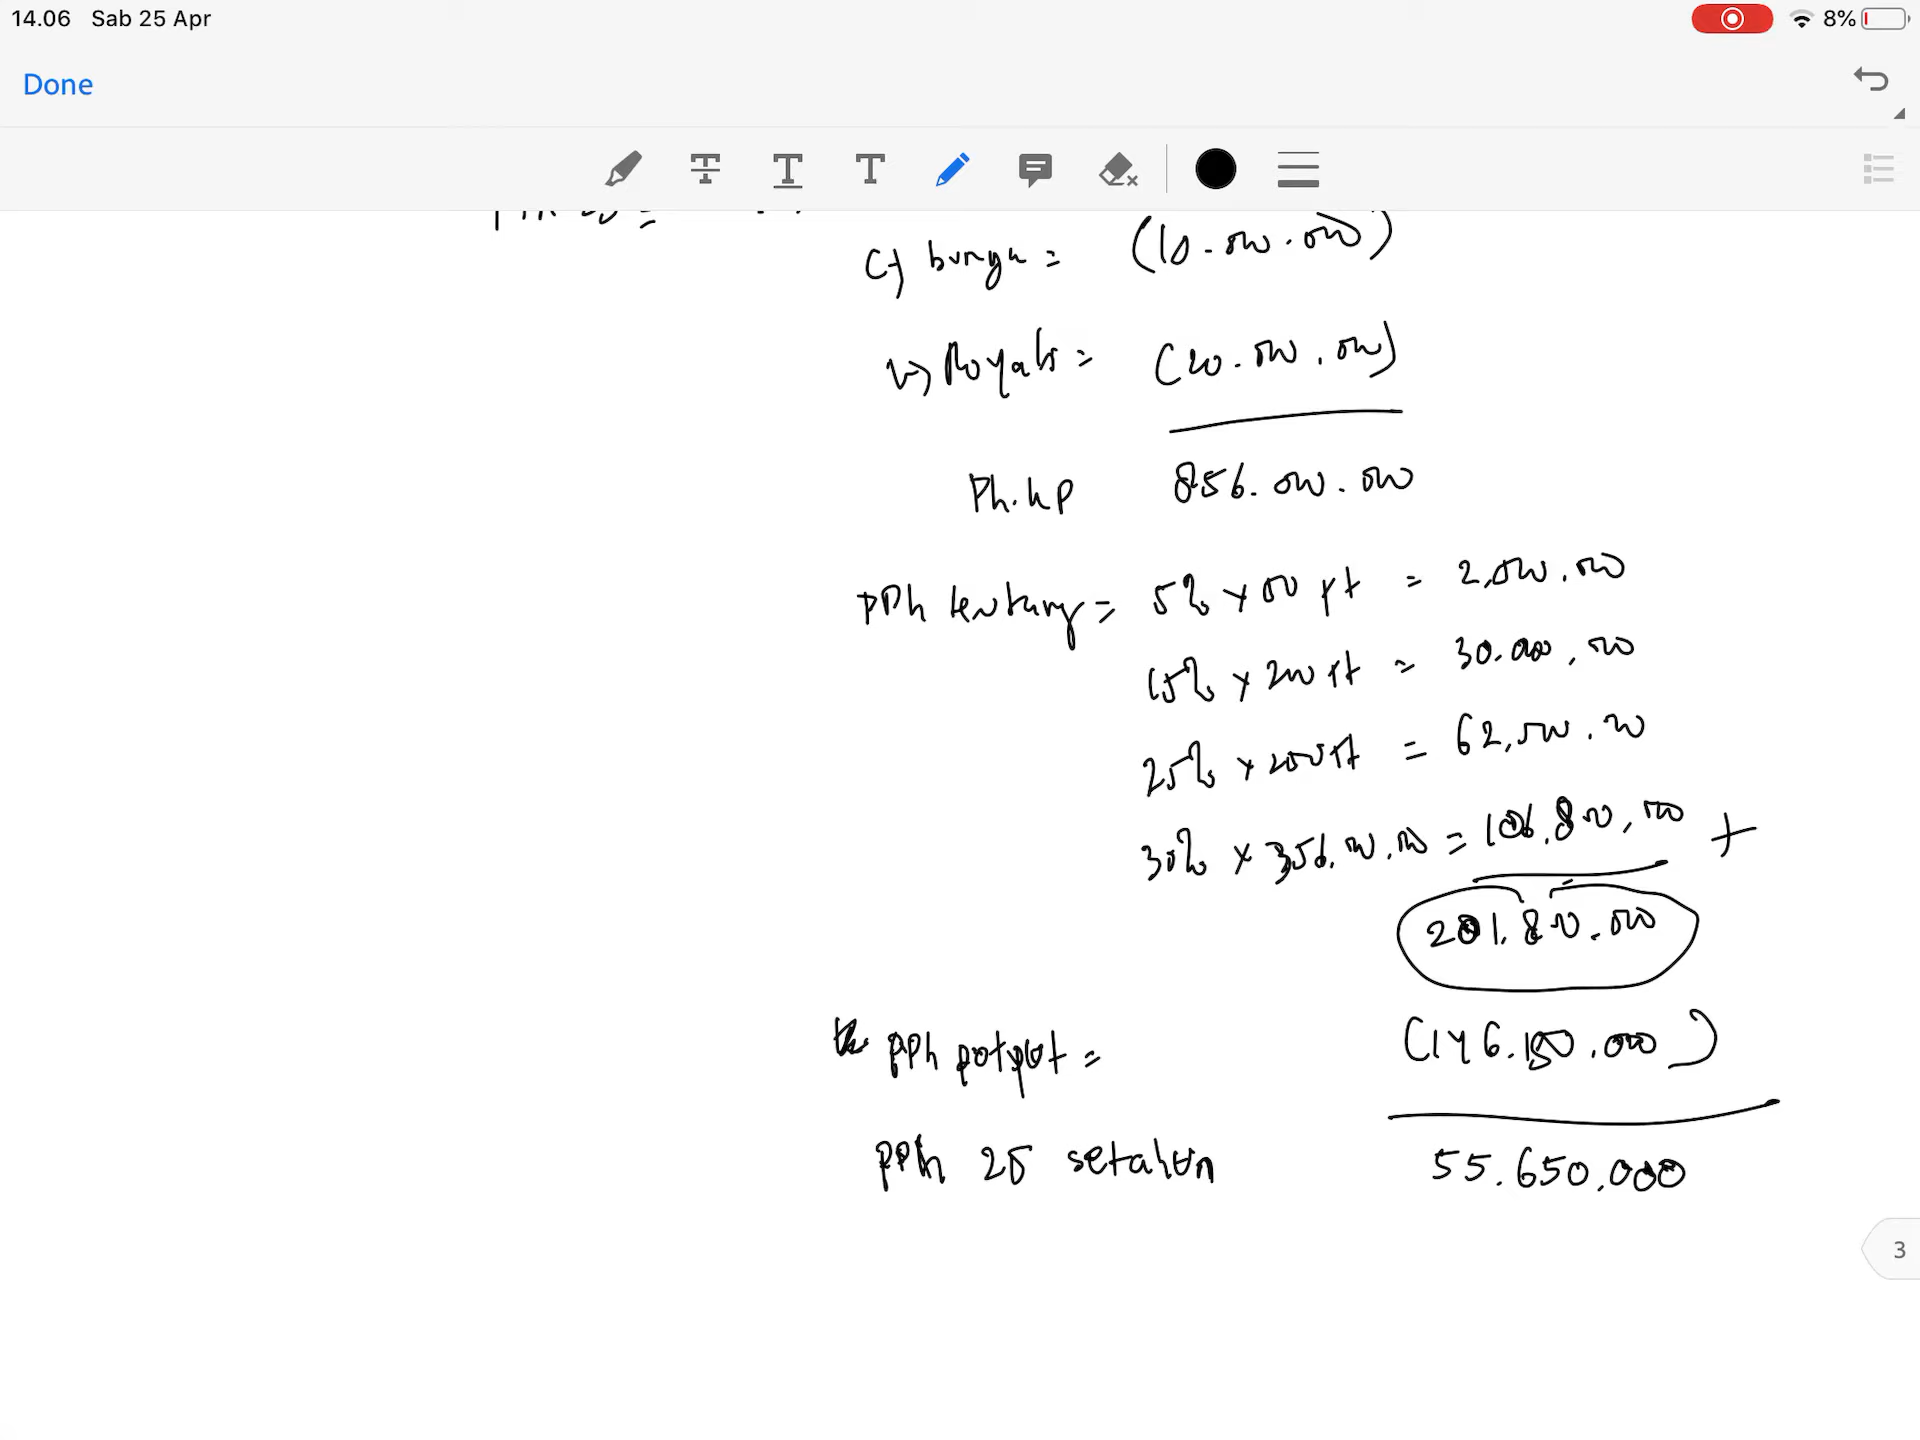 14.06 Sab 25 Apr 8%
Done
bunga = (10.000.000)
Royalti = (20.000.000)
Ph.kp 856.000.000
PPh terutang = 5% x 50 jt = 2,500.000
15% x 200 jt = 30.000.000
25% x 250 jt = 62,500.000
30% x 356.000.000 = 106.800.000 +
201.800.000
PPh potput = (146.150.000)
PPh 25 setahun 55.650.000
3